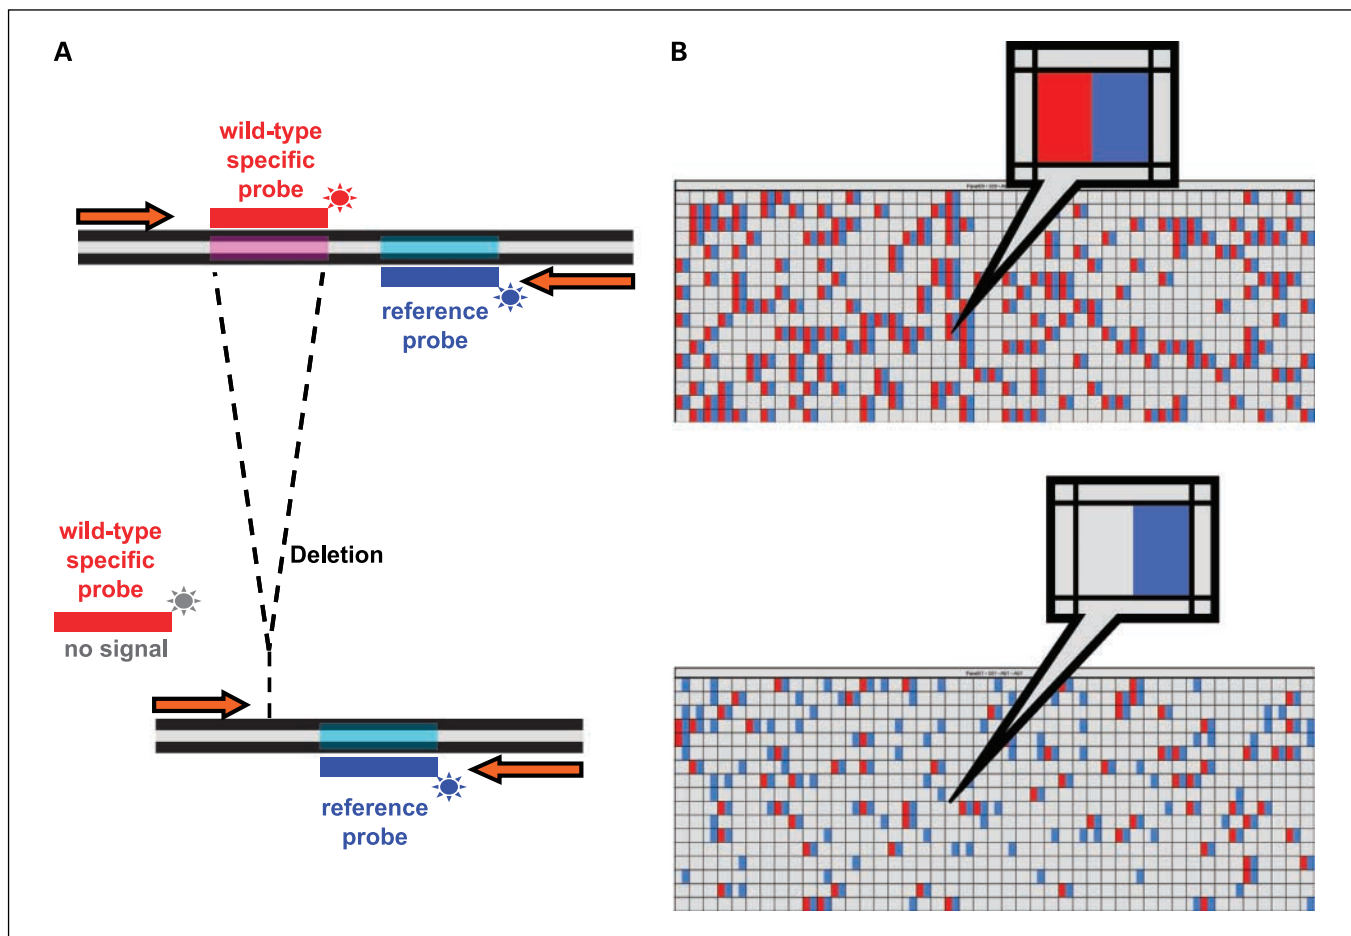 A
wild-type
specific
probe
reference
probe
Deletion
wild-type
specific
probe
no signal
reference
probe
B